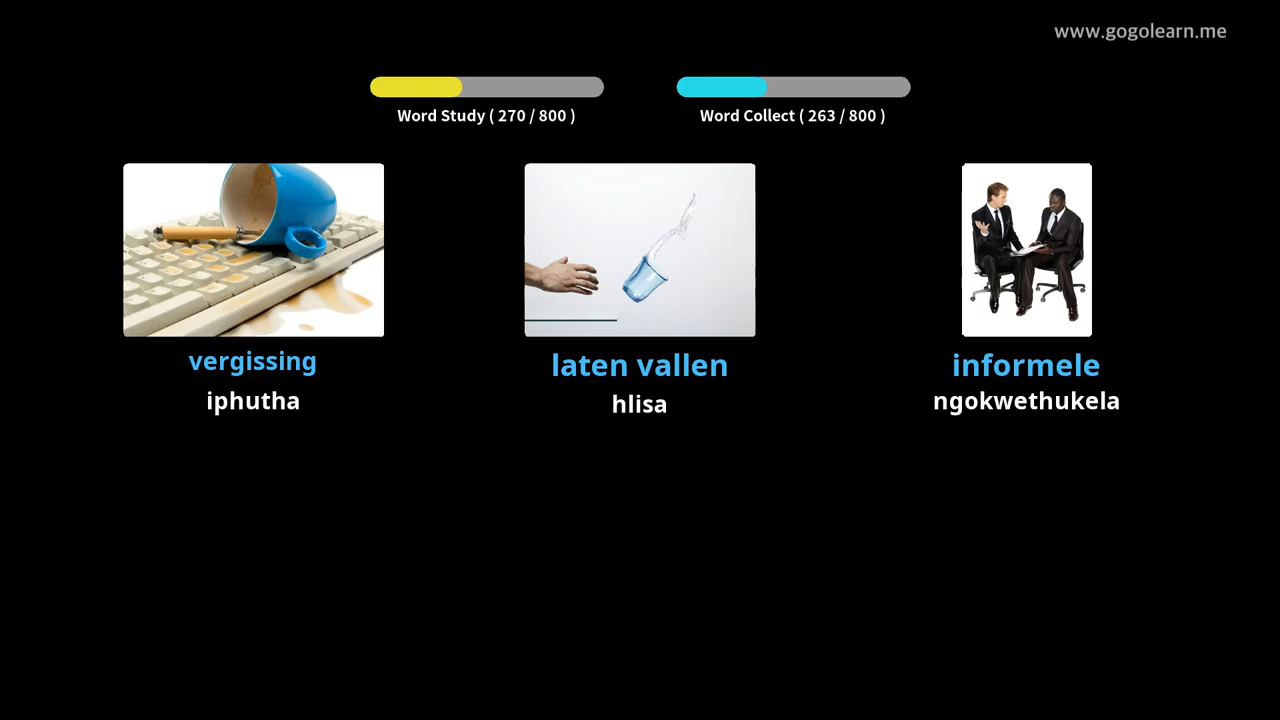 www.gogolearn.me
Word Study ( 270 / 800 )
Word Collect ( 263 / 800 )
vergissing
iphutha
laten vallen
hlisa
informele
ngokwethukela